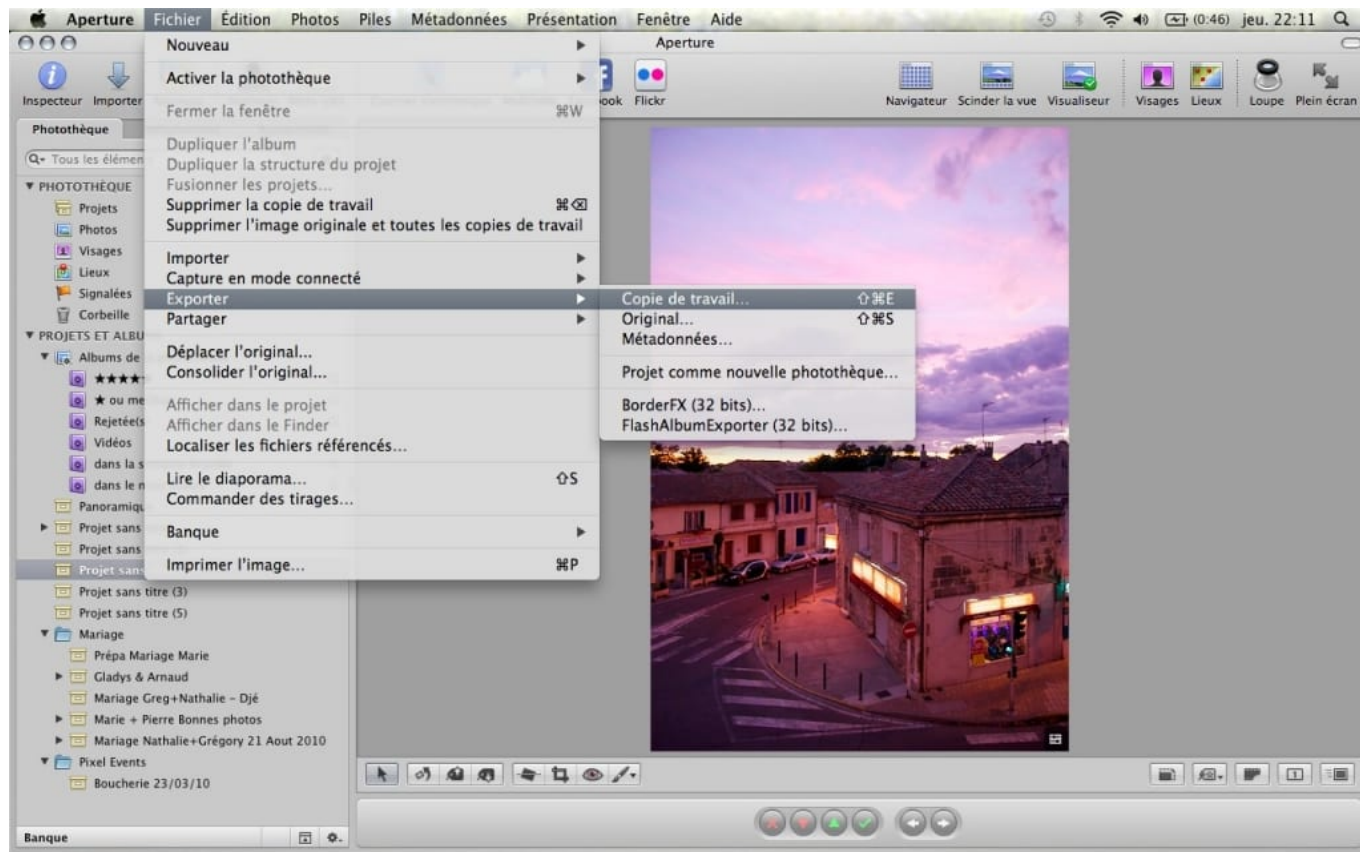 Aperture Fichier Édition Photos Piles Métadonnées Présentation Fenêtre Aide (0:46) jeu. 22:11
Aperture
Inspecteur Importer ook Flickr Navigateur Scinder la vue Visualiseur Visages Lieux Loupe Plein écran
Nouveau
Activer la photothèque
Fermer la fenêtre ⌘W
Dupliquer l'album
Dupliquer la structure du projet
Fusionner les projets...
Supprimer la copie de travail ⌘⌫
Supprimer l'image originale et toutes les copies de travail
Importer
Capture en mode connecté
Exporter
Partager
Déplacer l'original...
Consolider l'original...
Afficher dans le projet
Afficher dans le Finder
Localiser les fichiers référencés...
Lire le diaporama... ⇧S
Commander des tirages...
Banque
Imprimer l'image... ⌘P
Copie de travail... ⇧⌘E
Original... ⇧⌘S
Métadonnées...
Projet comme nouvelle photothèque...
BorderFX (32 bits)...
FlashAlbumExporter (32 bits)...
Photothèque
Tous les élémen
PHOTOTHÈQUE
Projets
Photos
Visages
Lieux
Signalées
Corbeille
PROJETS ET ALBU
Albums de
★★★★
★ ou me
Rejetée(s
Vidéos
dans la s
dans le n
Panoramiqu
Projet sans
Projet sans
Projet sans
Projet sans titre (3)
Projet sans titre (5)
Mariage
Prépa Mariage Marie
Gladys & Arnaud
Mariage Greg+Nathalie - Djé
Marie + Pierre Bonnes photos
Mariage Nathalie+Grégory 21 Aout 2010
Pixel Events
Boucherie 23/03/10
Banque
1